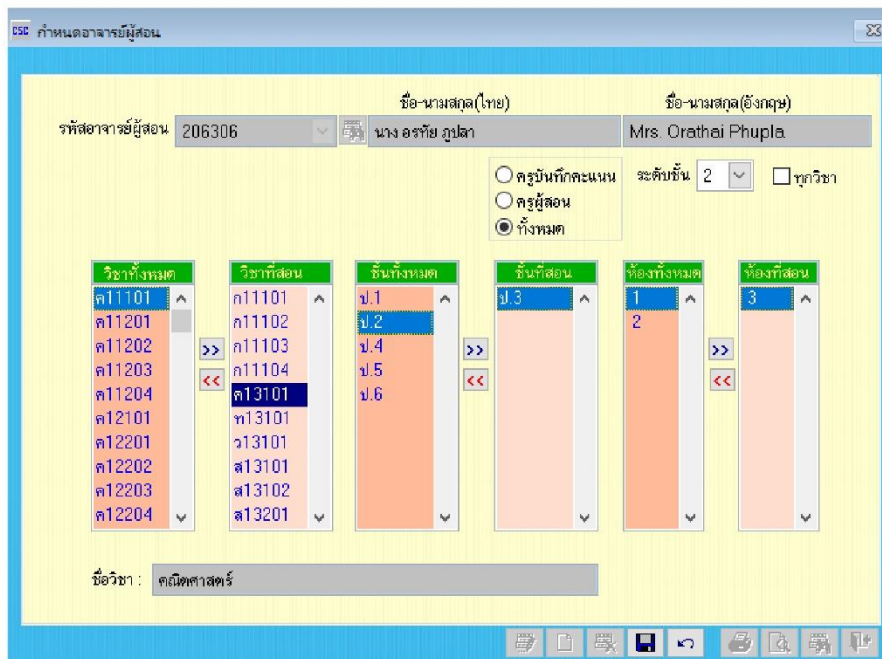 CSC กำหนดอาจารย์ผู้สอน
ชื่อ-นามสกุล(ไทย) ชื่อ-นามสกุล(อังกฤษ)
รหัสอาจารย์ผู้สอน 206306 นาง อรทัย ภูปลา Mrs. Orathai Phupla
ครูบันทึกคะแนน ระดับชั้น 2 ทุกวิชา
ครูผู้สอน
ทั้งหมด
วิชาทั้งหมด วิชาที่สอน ชั้นทั้งหมด ชั้นที่สอน ห้องทั้งหมด ห้องที่สอน
ค11101 ก11101 ป.1 ป.3 1 3
ค11201 ก11102 ป.2 2
ค11202 >> ก11103 ป.4 >> >>
ค11203 << ก11104 ป.5 << <<
ค11204 ค13101 ป.6
ค12101 ท13101
ค12201 ว13101
ค12202 ส13101
ค12203 ส13102
ค12204 ส13201
ชื่อวิชา : คณิตศาสตร์